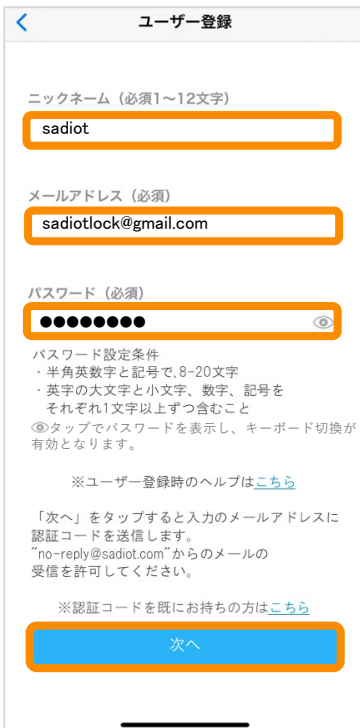 ユーザー登録
ニックネーム（必須1〜12文字）
sadiot
メールアドレス（必須）
sadiotlock@gmail.com
パスワード（必須）
●●●●●●●●
パスワード設定条件
・半角英数字と記号で､8-20文字
・英字の大文字と小文字、数字、記号を
それぞれ1文字以上ずつ含むこと
タップでパスワードを表示し、キーボード切換が
有効となります。
※ユーザー登録時のヘルプはこちら
「次へ」をタップすると入力のメールアドレスに
認証コードを送信します。
"no-reply@sadiot.com"からのメールの
受信を許可してください。
※認証コードを既にお持ちの方はこちら
次へ